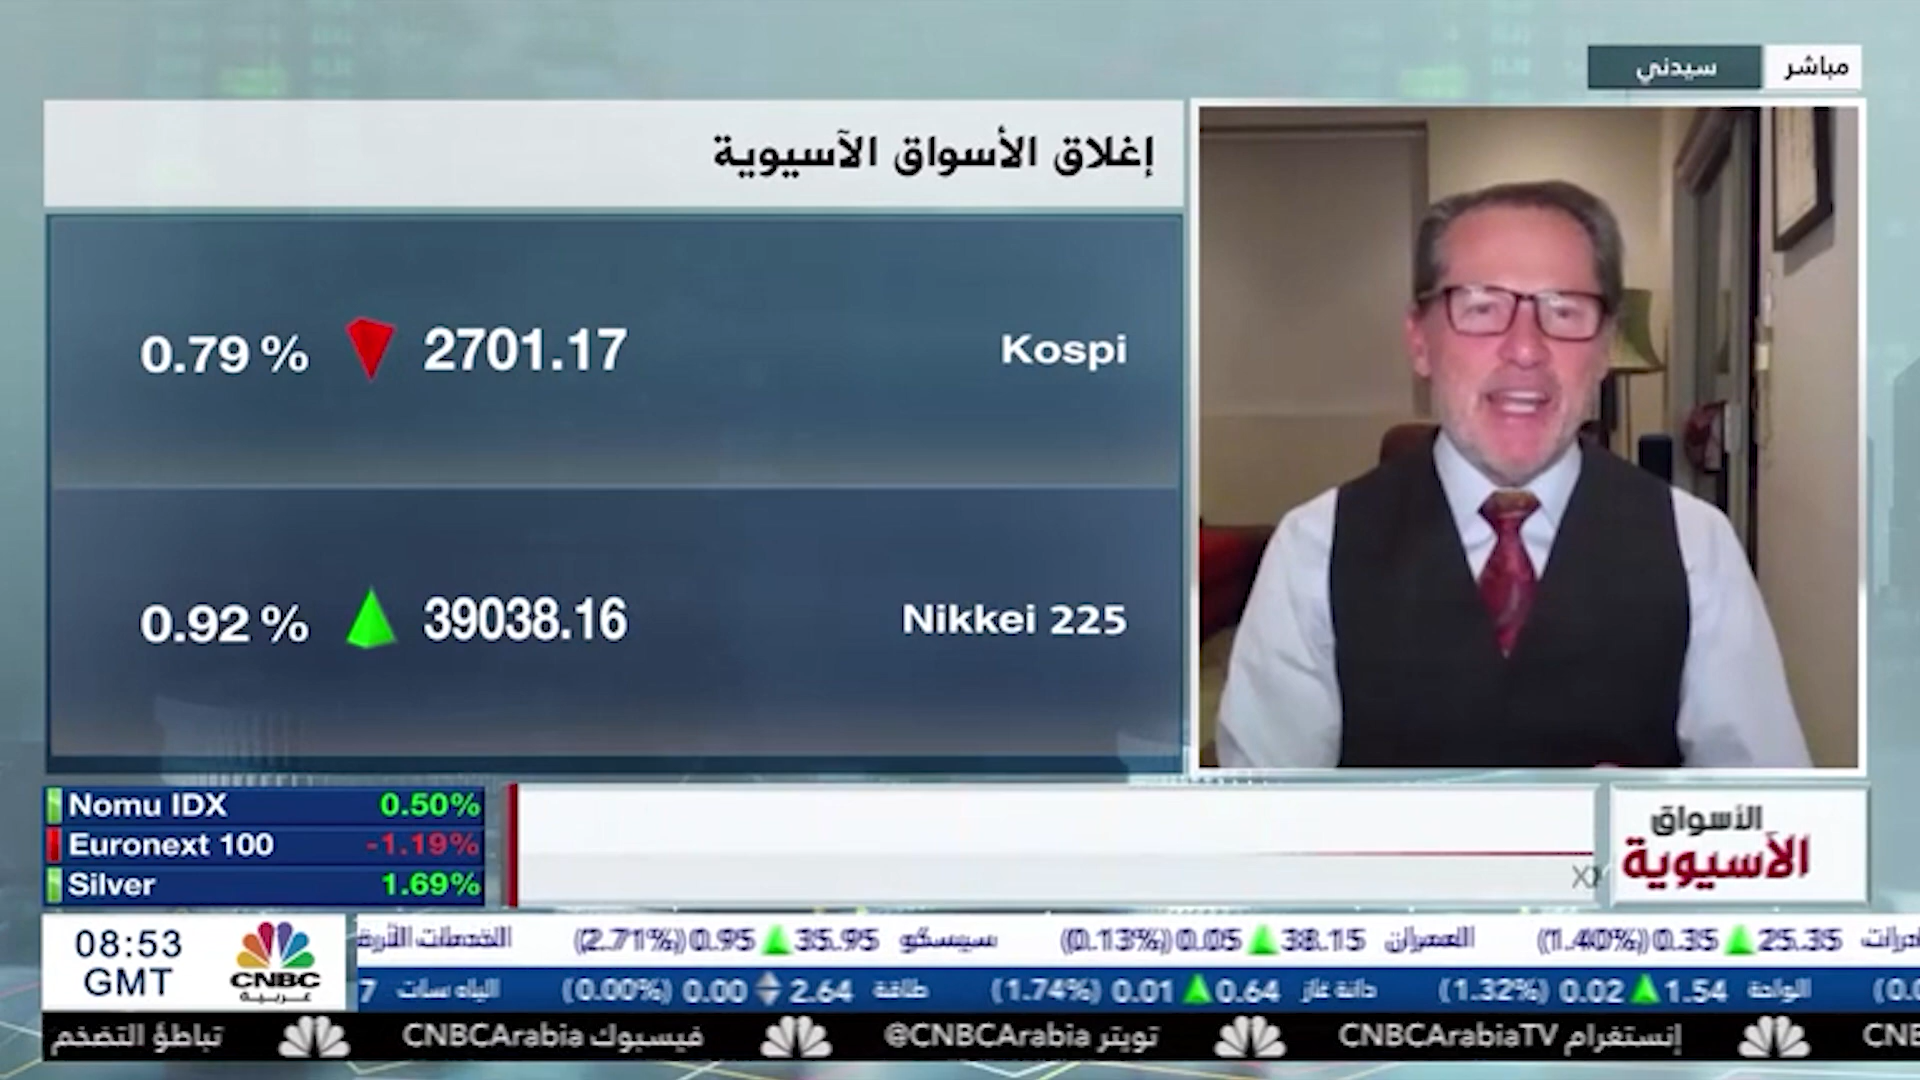 مباشر سيدني
إغلاق الأسواق الآسيوية
Kospi 2701.17 0.79 %
Nikkei 225 39038.16 0.92 %
Nomu IDX 0.50%
Euronext 100 -1.19%
Silver 1.69%
الأسواق
الآسيوية
08:53
GMT
CNBC
عربية
25.35 0.35 (1.40%) العمران 38.15 0.05 (0.13%) سيسكو 35.95 0.95 (2.71%) الخدمات
الواحة 1.54 0.02 (1.32%) دانة غاز 0.64 0.01 (1.74%) طاقة 2.64 0.00 (0.00%) الياه سات 7
إنستغرام CNBCArabiaTV تويتر @CNBCArabia فيسبوك CNBCArabia تباطؤ التضخم